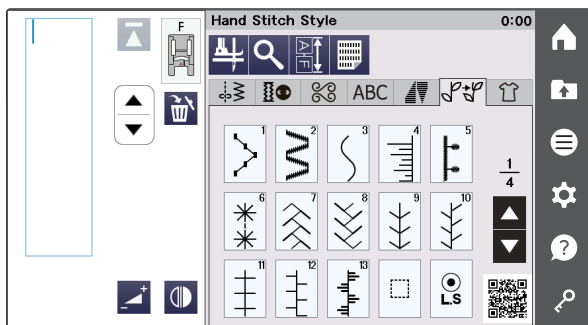 F
Hand Stitch Style 0:00
A F
ABC
1 2 3 4 5
1
4
6 7 8 9 10
?
11 12 13
L.S